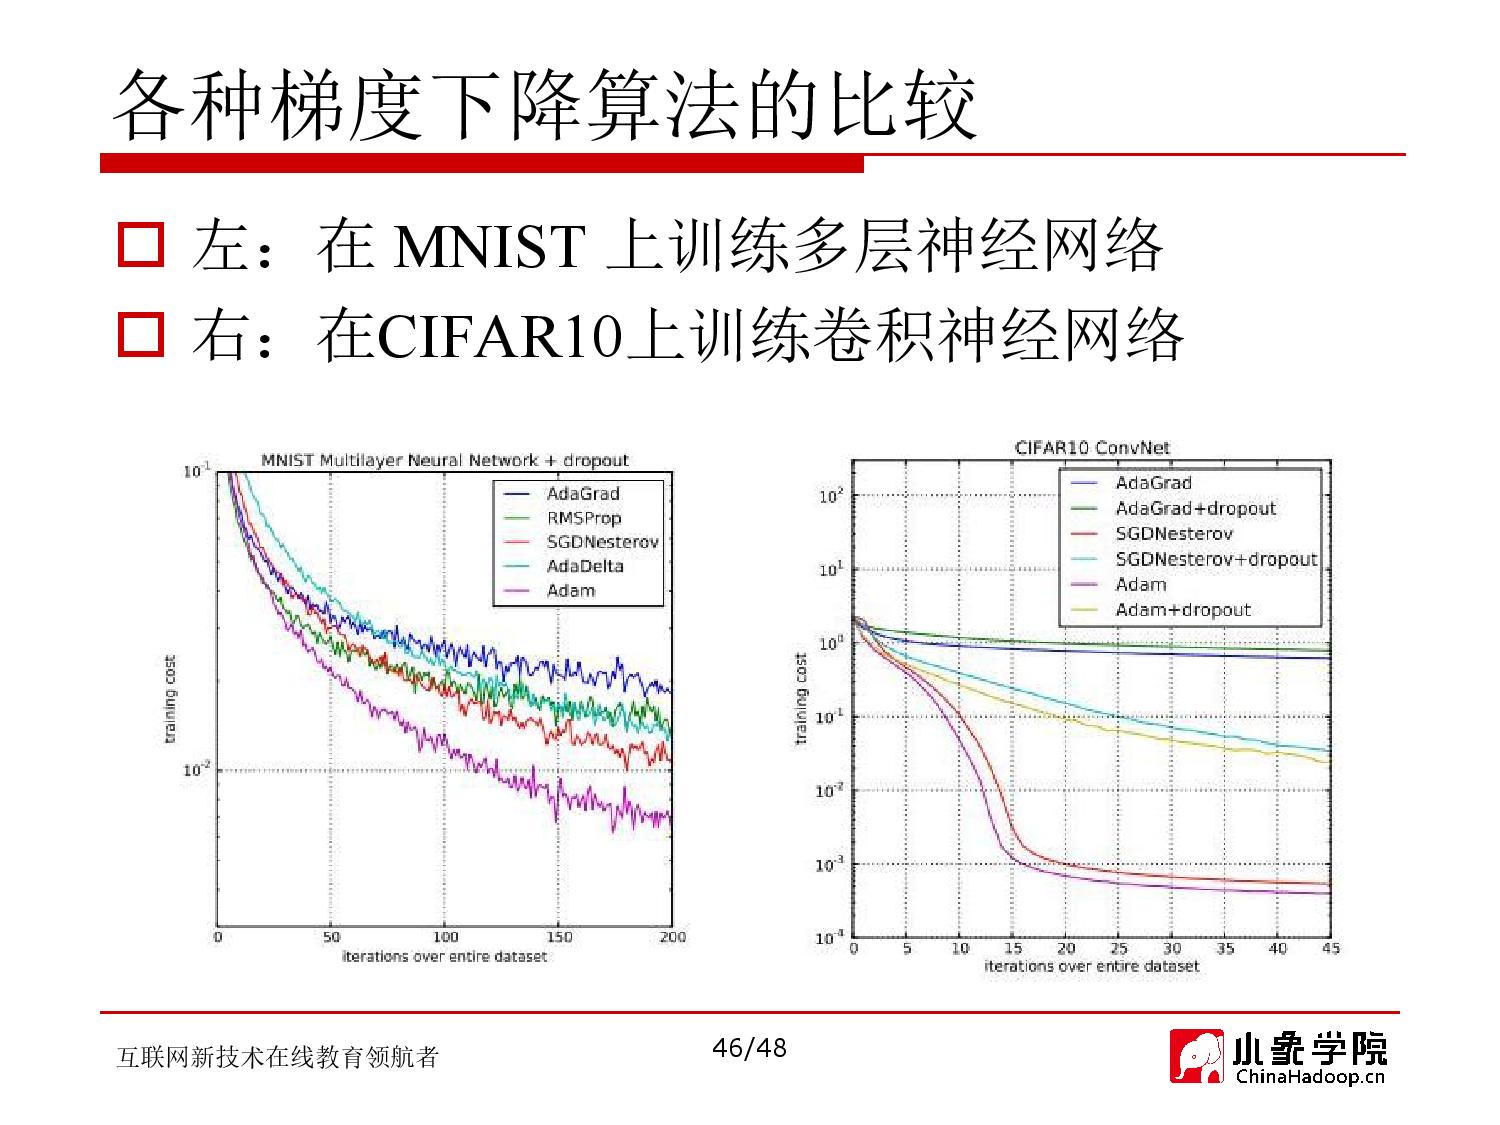 各种梯度下降算法的比较
左：在 MNIST 上训练多层神经网络
右：在CIFAR10上训练卷积神经网络
MNIST Multilayer Neural Network + dropout
10^-1
10^-2
training cost
AdaGrad
RMSProp
SGDNesterov
AdaDelta
Adam
0 50 100 150 200
iterations over entire dataset
CIFAR10 ConvNet
10^2
10^1
10^0
10^-1
10^-2
10^-3
10^-4
training cost
AdaGrad
AdaGrad+dropout
SGDNesterov
SGDNesterov+dropout
Adam
Adam+dropout
0 5 10 15 20 25 30 35 40 45
iterations over entire dataset
互联网新技术在线教育领航者
46/48
小象学院
ChinaHadoop.cn